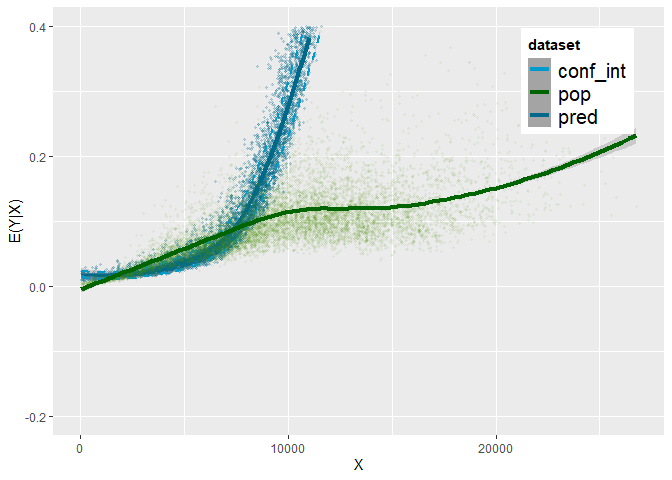 0.4
0.2
0.0
-0.2
E(Y|X)
0
10000
20000
X
dataset
conf_int
pop
pred